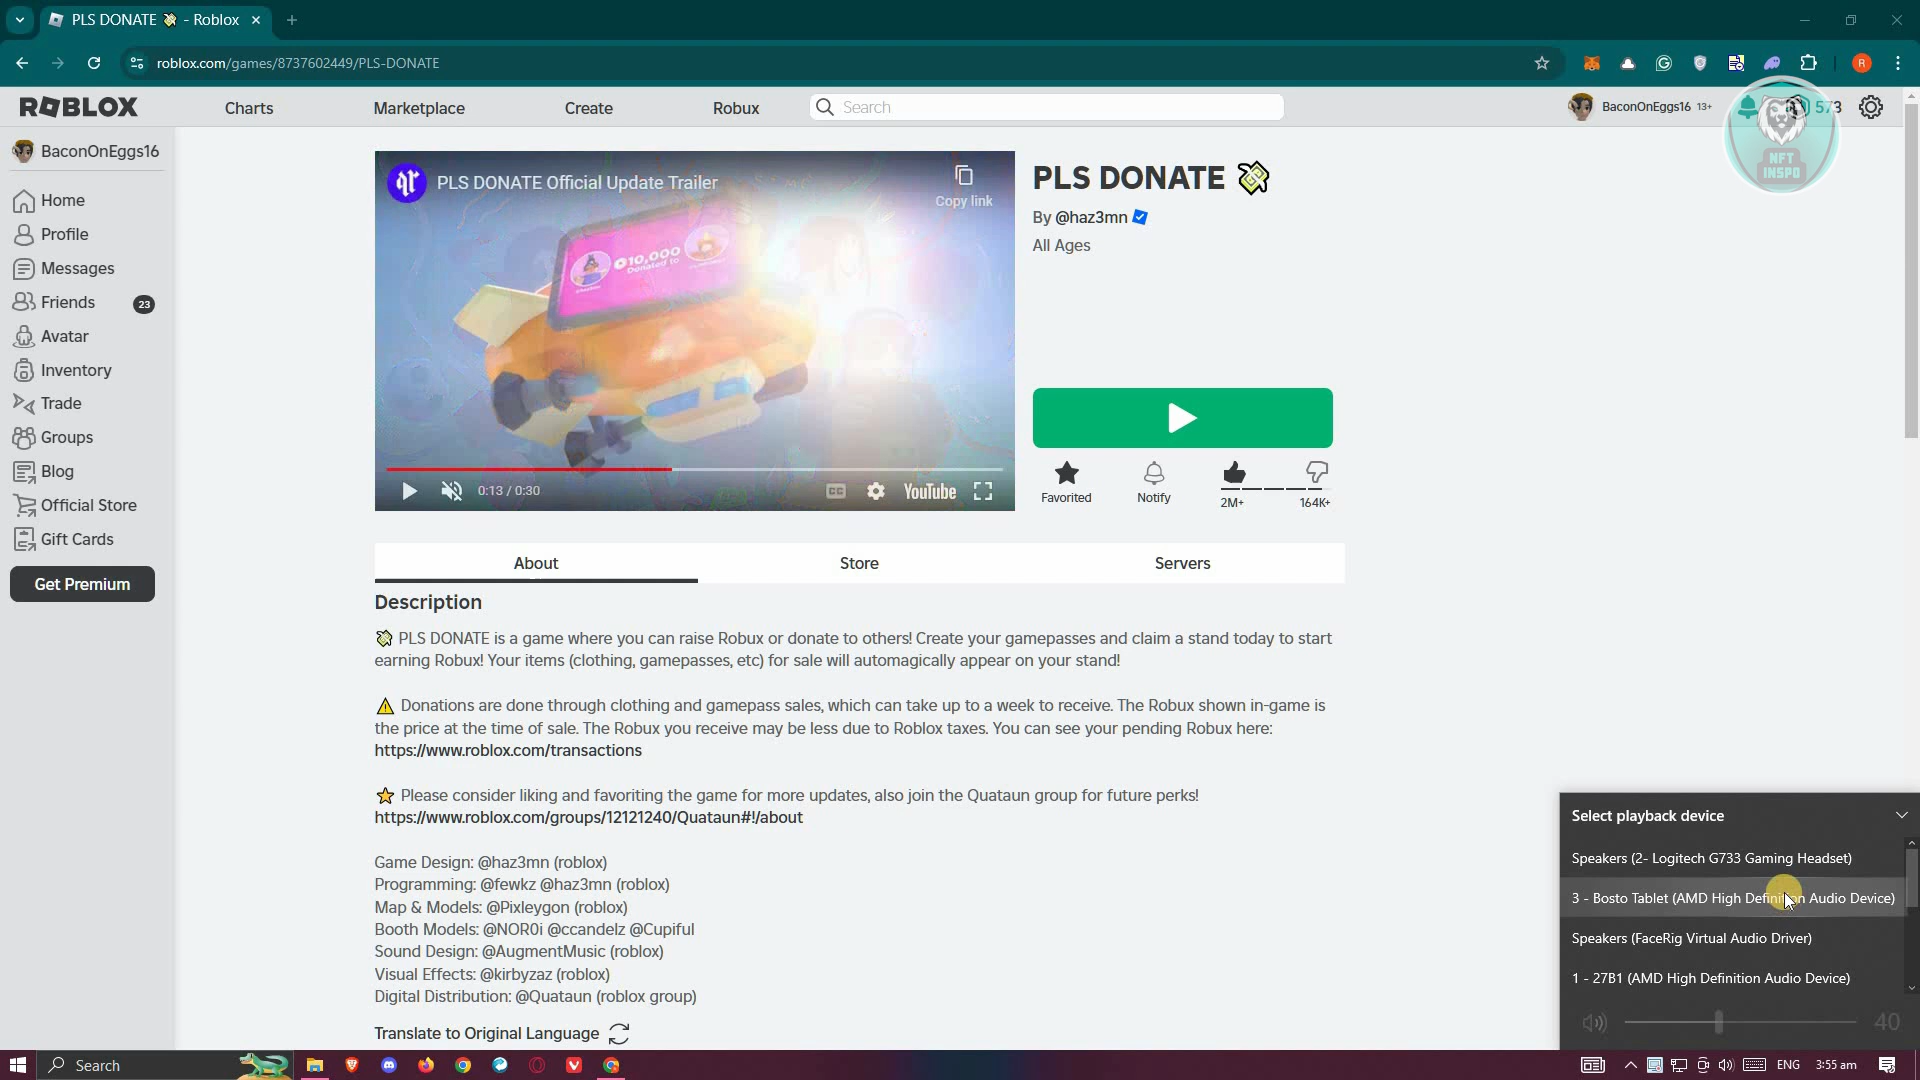 PLS DONATE 💸 - Roblox
roblox.com/games/8737602449/PLS-DONATE
R
ROBLOX
Charts
Marketplace
Create
Robux
Search
BaconOnEggs16 13+
573
NFT
INSPO
BaconOnEggs16
Home
Profile
Messages
Friends 23
Avatar
Inventory
Trade
Groups
Blog
Official Store
Gift Cards
Get Premium
PLS DONATE Official Update Trailer
Copy link
10,000
Donated to
0:13 / 0:30
CC
YouTube
PLS DONATE 💸
By @haz3mn
All Ages
Favorited
Notify
2M+
164K+
About
Store
Servers
Description
💸 PLS DONATE is a game where you can raise Robux or donate to others! Create your gamepasses and claim a stand today to start
earning Robux! Your items (clothing, gamepasses, etc) for sale will automagically appear on your stand!
⚠ Donations are done through clothing and gamepass sales, which can take up to a week to receive. The Robux shown in-game is
the price at the time of sale. The Robux you receive may be less due to Roblox taxes. You can see your pending Robux here:
https://www.roblox.com/transactions
⭐ Please consider liking and favoriting the game for more updates, also join the Quataun group for future perks!
https://www.roblox.com/groups/12121240/Quataun#!/about
Game Design: @haz3mn (roblox)
Programming: @fewkz @haz3mn (roblox)
Map & Models: @Pixleygon (roblox)
Booth Models: @NOR0i @ccandelz @Cupiful
Sound Design: @AugmentMusic (roblox)
Visual Effects: @kirbyzaz (roblox)
Digital Distribution: @Quataun (roblox group)
Translate to Original Language
Select playback device
Speakers (2- Logitech G733 Gaming Headset)
3 - Bosto Tablet (AMD High Definition Audio Device)
Speakers (FaceRig Virtual Audio Driver)
1 - 27B1 (AMD High Definition Audio Device)
40
Search
ENG
3:55 am